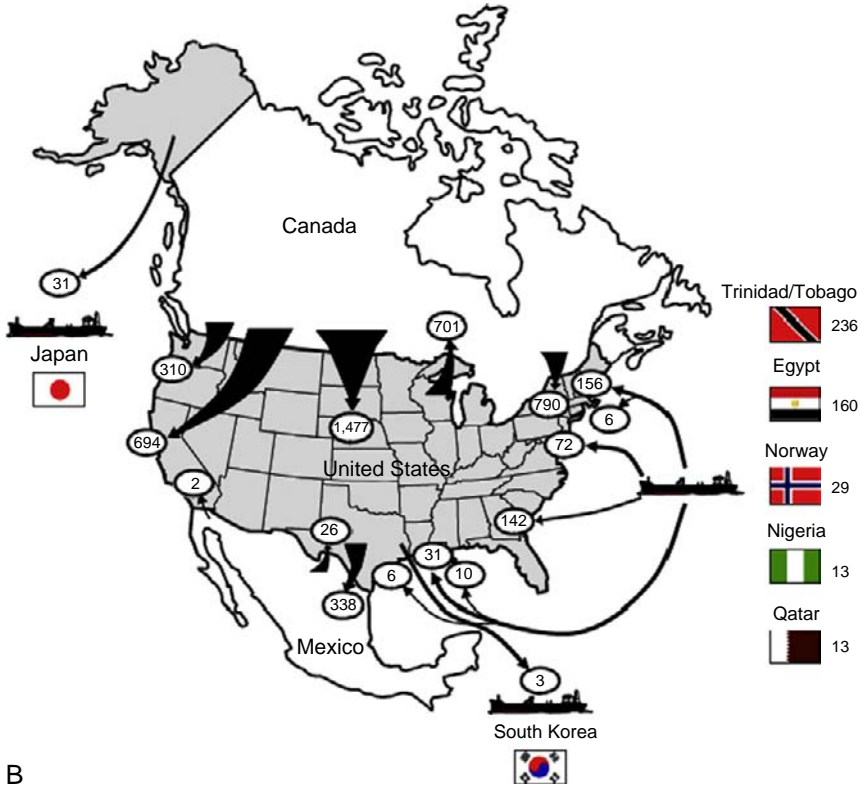 Canada
31
Japan
310
694
2
1,477
United States
701
790
156
6
72
142
26
338
6
31
10
Mexico
3
South Korea
Trinidad/Tobago
236
Egypt
160
Norway
29
Nigeria
13
Qatar
13
B